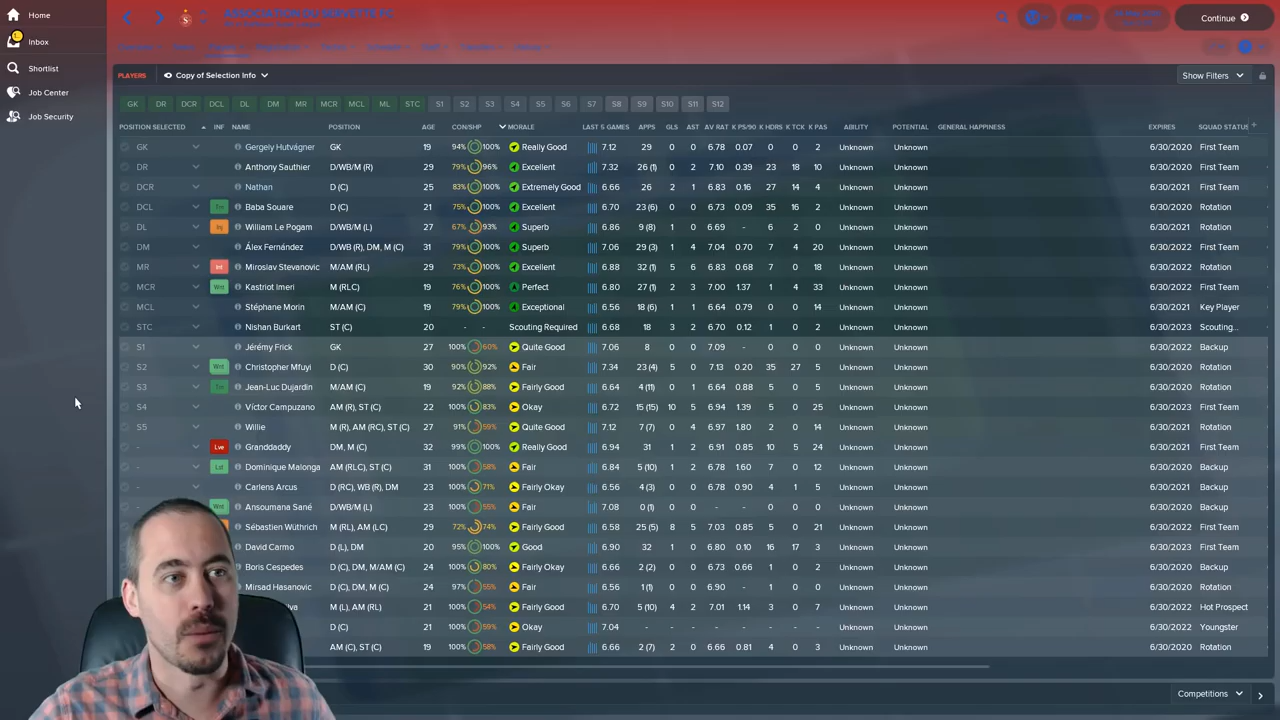 Home
ASSOCIATION DU SERVETTE FC
Continue
Inbox
Shortlist
PLAYERS Copy of Selection Info Show Filters
Job Center
GK DR DCR DCL DL DM MR MCR MCL ML STC S1 S2 S3 S4 S5 S6 S7 S8 S9 S10 S11 S12
Job Security
POSITION SELECTED INF NAME POSITION AGE CON/SHP MORALE LAST 5 GAMES APPS GLS AST AV RAT K PS/90 K HDRS K TCK K PAS ABILITY POTENTIAL GENERAL HAPPINESS EXPIRES SQUAD STATUS
GK Gergely Hutvágner GK 19 94% 100% Really Good 7.12 29 0 0 6.78 0.07 0 0 2 Unknown Unknown 6/30/2020 First Team
DR Anthony Sauthier D/WB/M (R) 29 79% 96% Excellent 7.32 26 (1) 0 2 7.10 0.39 23 18 10 Unknown Unknown 6/30/2020 First Team
DCR Nathan D (C) 25 83% 100% Extremely Good 6.66 26 2 1 6.83 0.16 27 14 4 Unknown Unknown 6/30/2021 First Team
DCL Baba Souare D (C) 21 75% 100% Excellent 6.70 23 (6) 0 0 6.73 0.09 35 16 2 Unknown Unknown 6/30/2021 Rotation
DL Inj William Le Pogam D/WB/M (L) 27 67% 93% Superb 6.86 9 (8) 0 1 6.69 - 6 2 0 Unknown Unknown 6/30/2021 Rotation
DM Álex Fernández D/WB (R), DM, M (C) 31 79% 100% Superb 7.06 29 (3) 1 4 7.04 0.70 7 4 20 Unknown Unknown 6/30/2022 First Team
MR Int Miroslav Stevanovic M/AM (RL) 29 73% 100% Excellent 6.88 32 (1) 5 6 6.83 0.68 7 0 18 Unknown Unknown 6/30/2022 Rotation
MCR Wnt Kastriot Imeri M (RLC) 19 76% 100% Perfect 6.80 27 (1) 2 3 7.00 1.37 1 4 33 Unknown Unknown 6/30/2022 First Team
MCL Stéphane Morin M/AM (C) 19 79% 100% Exceptional 6.56 18 (6) 1 1 6.64 0.79 0 0 14 Unknown Unknown 6/30/2021 Key Player
STC Nishan Burkart ST (C) 20 - - Scouting Required 6.68 18 3 2 6.70 0.12 1 0 2 Unknown Unknown 6/30/2023 Scouting...
S1 Jérémy Frick GK 27 100% 60% Quite Good 7.06 8 0 0 7.09 - 0 0 0 Unknown Unknown 6/30/2022 Backup
S2 Wnt Christopher Mfuyi D (C) 30 90% 92% Fair 7.34 23 (4) 5 0 7.13 0.20 35 27 5 Unknown Unknown 6/30/2020 First Team
S3 Jean-Luc Dujardin M/AM (C) 19 92% 88% Fairly Good 6.64 4 (11) 0 1 6.64 0.88 5 0 5 Unknown Unknown 6/30/2021 Rotation
S4 Víctor Campuzano AM (R), ST (C) 22 100% 83% Okay 6.72 15 (15) 10 5 6.94 1.39 5 0 25 Unknown Unknown 6/30/2023 First Team
S5 Willie M (R), AM (RC), ST (C) 27 91% 59% Quite Good 7.12 7 (7) 0 4 6.97 1.80 2 0 14 Unknown Unknown 6/30/2021 Rotation
- Lve Granddaddy DM, M (C) 32 99% 100% Really Good 6.94 31 2 3 6.91 0.85 10 5 24 Unknown Unknown 6/30/2021 First Team
- Lst Dominique Malonga AM (RLC), ST (C) 31 100% 58% Fair 6.84 5 (10) 1 2 6.78 1.60 7 0 12 Unknown Unknown 6/30/2020 Backup
- Carlens Arcus D (RC), WB (R), DM 23 100% 71% Fairly Okay 6.56 4 (3) 0 0 6.78 0.90 4 1 5 Unknown Unknown 6/30/2020 Backup
- Wnt Ansoumana Sané D/WB/M (L) 23 100% 55% Fair 7.08 0 (1) 0 0 - - 0 0 0 Unknown Unknown 6/30/2020 Backup
Sébastien Wüthrich M (RL), AM (LC) 29 72% 74% Fairly Good 6.58 25 (5) 8 5 7.03 0.85 5 0 21 Unknown Unknown 6/30/2022 First Team
David Carmo D (L), DM 20 95% 100% Good 6.90 32 1 0 6.80 0.10 16 17 3 Unknown Unknown 6/30/2023 First Team
Boris Cespedes D (C), DM, M/AM (C) 24 100% 80% Fairly Okay 6.66 2 (2) 0 0 6.73 0.66 1 0 2 Unknown Unknown 6/30/2020 Backup
Mirsad Hasanovic D (C), DM, M (C) 24 97% 55% Fair 6.56 1 (1) 0 0 6.90 - 1 0 0 Unknown Unknown 6/30/2020 Rotation
M (L), AM (RL) 21 100% 54% Fairly Good 6.70 5 (10) 4 2 7.01 1.14 3 0 7 Unknown Unknown 6/30/2022 Hot Prospect
D (C) 21 100% 59% Okay 7.04 - - - - - - - - Unknown Unknown 6/30/2022 Youngster
AM (C), ST (C) 19 100% 58% Fairly Good 6.66 2 (7) 2 0 6.66 0.81 4 0 1 Unknown Unknown 6/30/2020 Rotation
Competitions